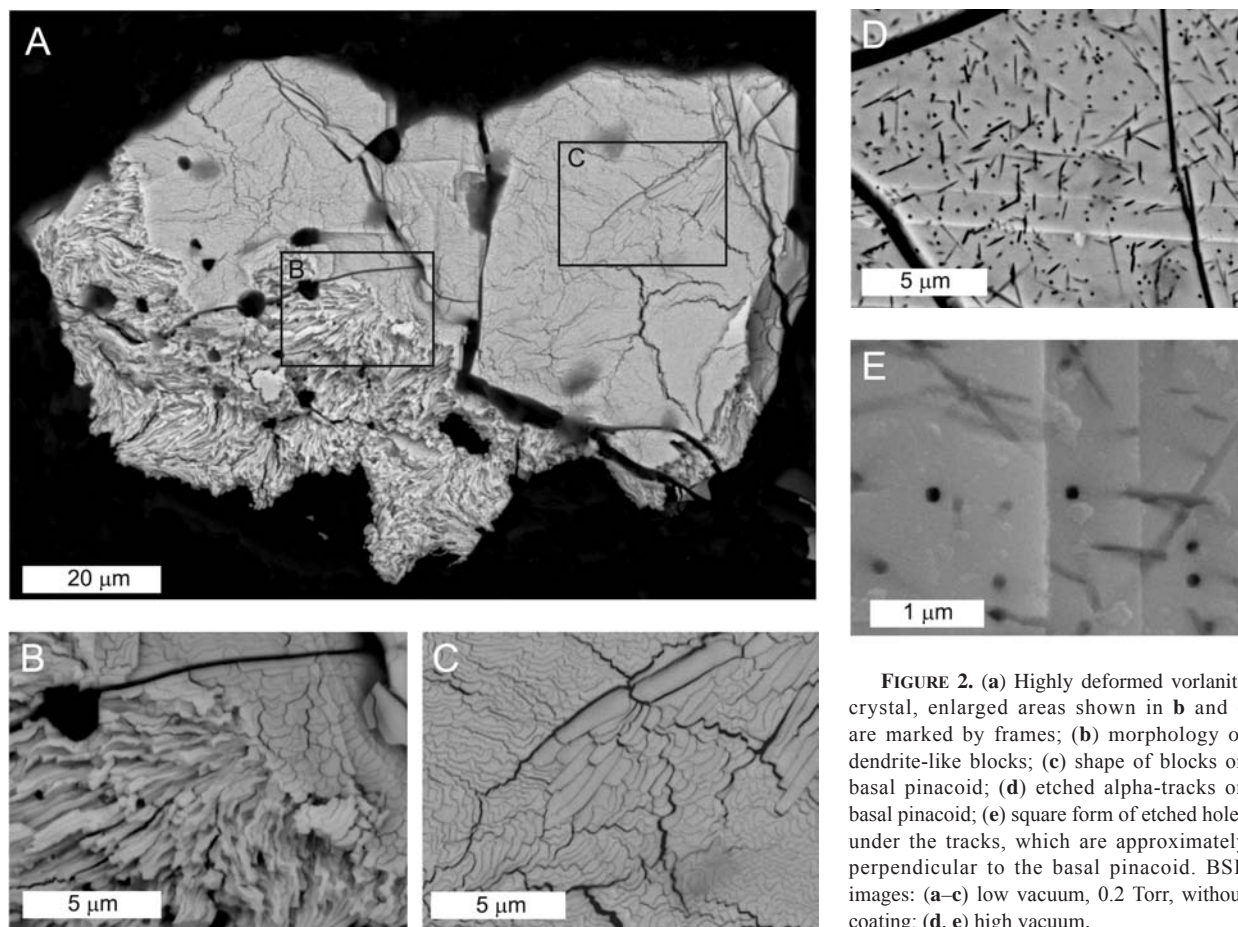 A
C
B
20 µm
B
5 µm
C
5 µm
D
5 µm
E
1 µm
FIGURE 2. (a) Highly deformed vorlanit
crystal, enlarged areas shown in b and
are marked by frames; (b) morphology o
dendrite-like blocks; (c) shape of blocks o
basal pinacoid; (d) etched alpha-tracks o
basal pinacoid; (e) square form of etched hole
under the tracks, which are approximately
perpendicular to the basal pinacoid.
images: (a–c) low vacuum, 0.2 Torr, withou
coating; (d, e) high vacuum.